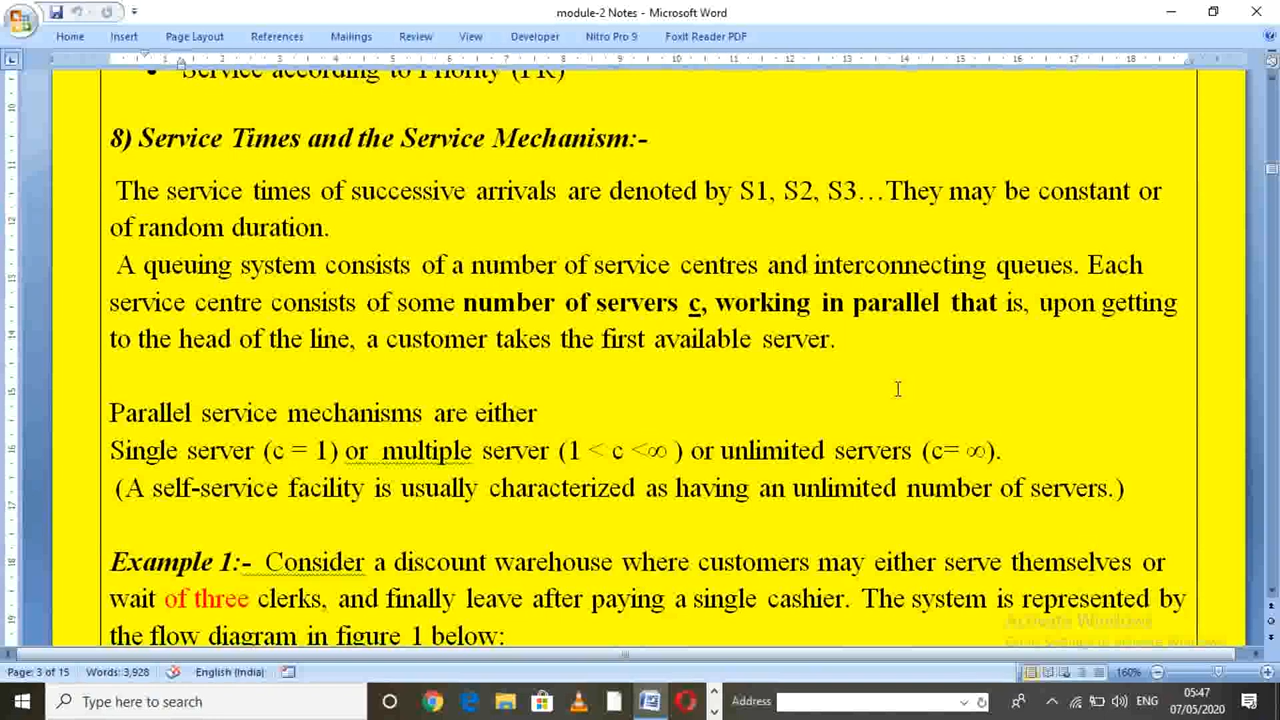 module-2 Notes - Microsoft Word
Home Insert Page Layout References Mailings Review View Developer Nitro Pro 9 Foxit Reader PDF
• Service according to Priority (PR)
8) Service Times and the Service Mechanism:-
The service times of successive arrivals are denoted by S1, S2, S3…They may be constant or
of random duration.
A queuing system consists of a number of service centres and interconnecting queues. Each
service centre consists of some number of servers c, working in parallel that is, upon getting
to the head of the line, a customer takes the first available server.
Parallel service mechanisms are either
Single server (c = 1) or multiple server (1 < c <∞ ) or unlimited servers (c= ∞).
(A self-service facility is usually characterized as having an unlimited number of servers.)
Example 1:- Consider a discount warehouse where customers may either serve themselves or
wait of three clerks, and finally leave after paying a single cashier. The system is represented by
the flow diagram in figure 1 below:
Activate Windows
Page: 3 of 15 Words: 3,928 English (India) 160%
Type here to search Address ENG 05:47
07/05/2020